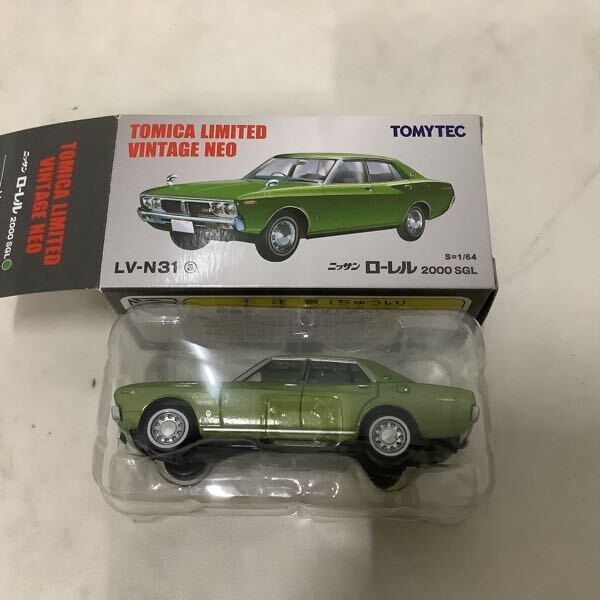 TOMICA LIMITED
VINTAGE NEO
TOMYTEC
LV-N31 a
S=1/64
ニッサン ローレル 2000 SGL
TOMICA LIMITED
VINTAGE NEO
ニッサン ローレル 2000 SGL
注意(ちゅうい)